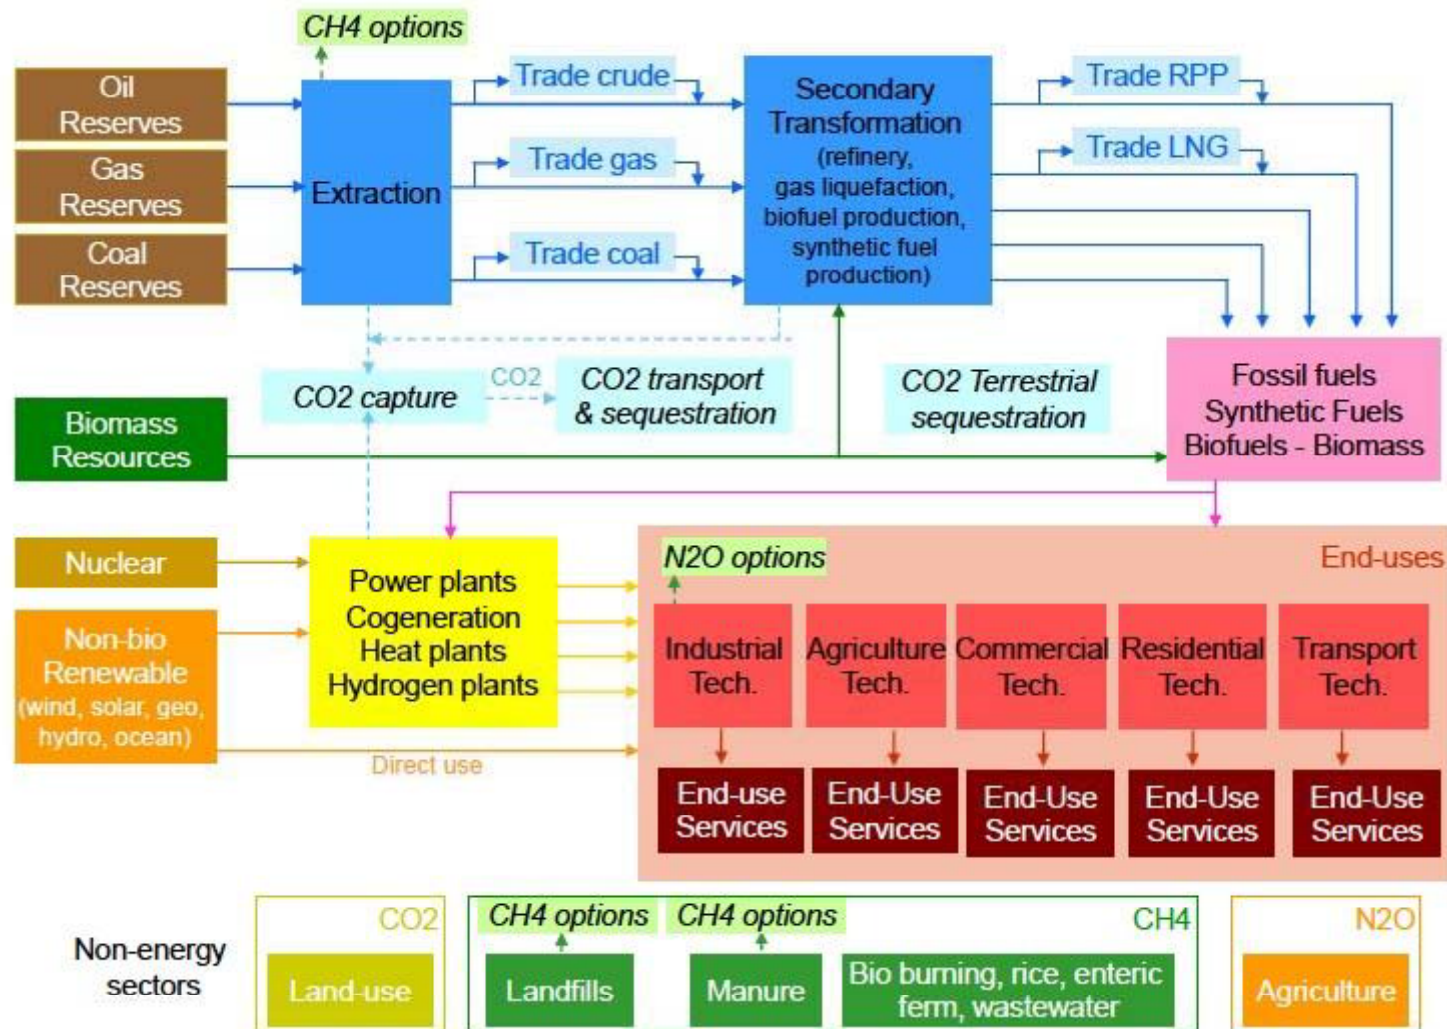 CH4 options
Oil
Reserves
Gas
Reserves
Coal
Reserves
Extraction
Trade crude
Trade gas
Trade coal
Secondary
Transformation
(refinery,
gas liquefaction,
biofuel production,
synthetic fuel
production)
Trade RPP
Trade LNG
CO2 capture
CO2
CO2 transport
& sequestration
CO2 Terrestrial
sequestration
Fossil fuels
Synthetic Fuels
Biofuels - Biomass
Biomass
Resources
Nuclear
Non-bio
Renewable
(wind, solar, geo,
hydro, ocean)
Power plants
Cogeneration
Heat plants
Hydrogen plants
Direct use
N2O options
End-uses
Industrial
Tech.
Agriculture
Tech.
Commercial
Tech.
Residential
Tech.
Transport
Tech.
End-use
Services
End-Use
Services
End-Use
Services
End-Use
Services
End-Use
Services
Non-energy
sectors
CO2
Land-use
CH4 options
CH4 options
CH4
Landfills
Manure
Bio burning, rice, enteric
ferm, wastewater
N2O
Agriculture